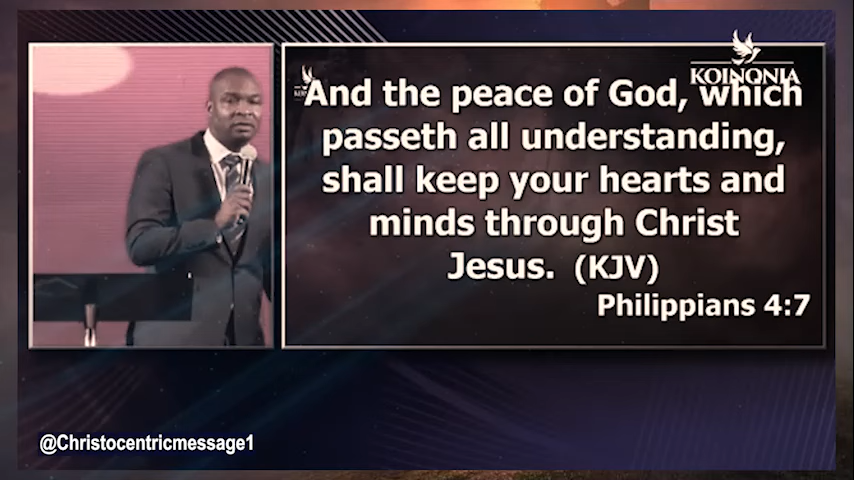 KOINONIA
And the peace of God, which
passeth all understanding,
shall keep your hearts and
minds through Christ
Jesus. (KJV)
Philippians 4:7
@Christocentricmessage1